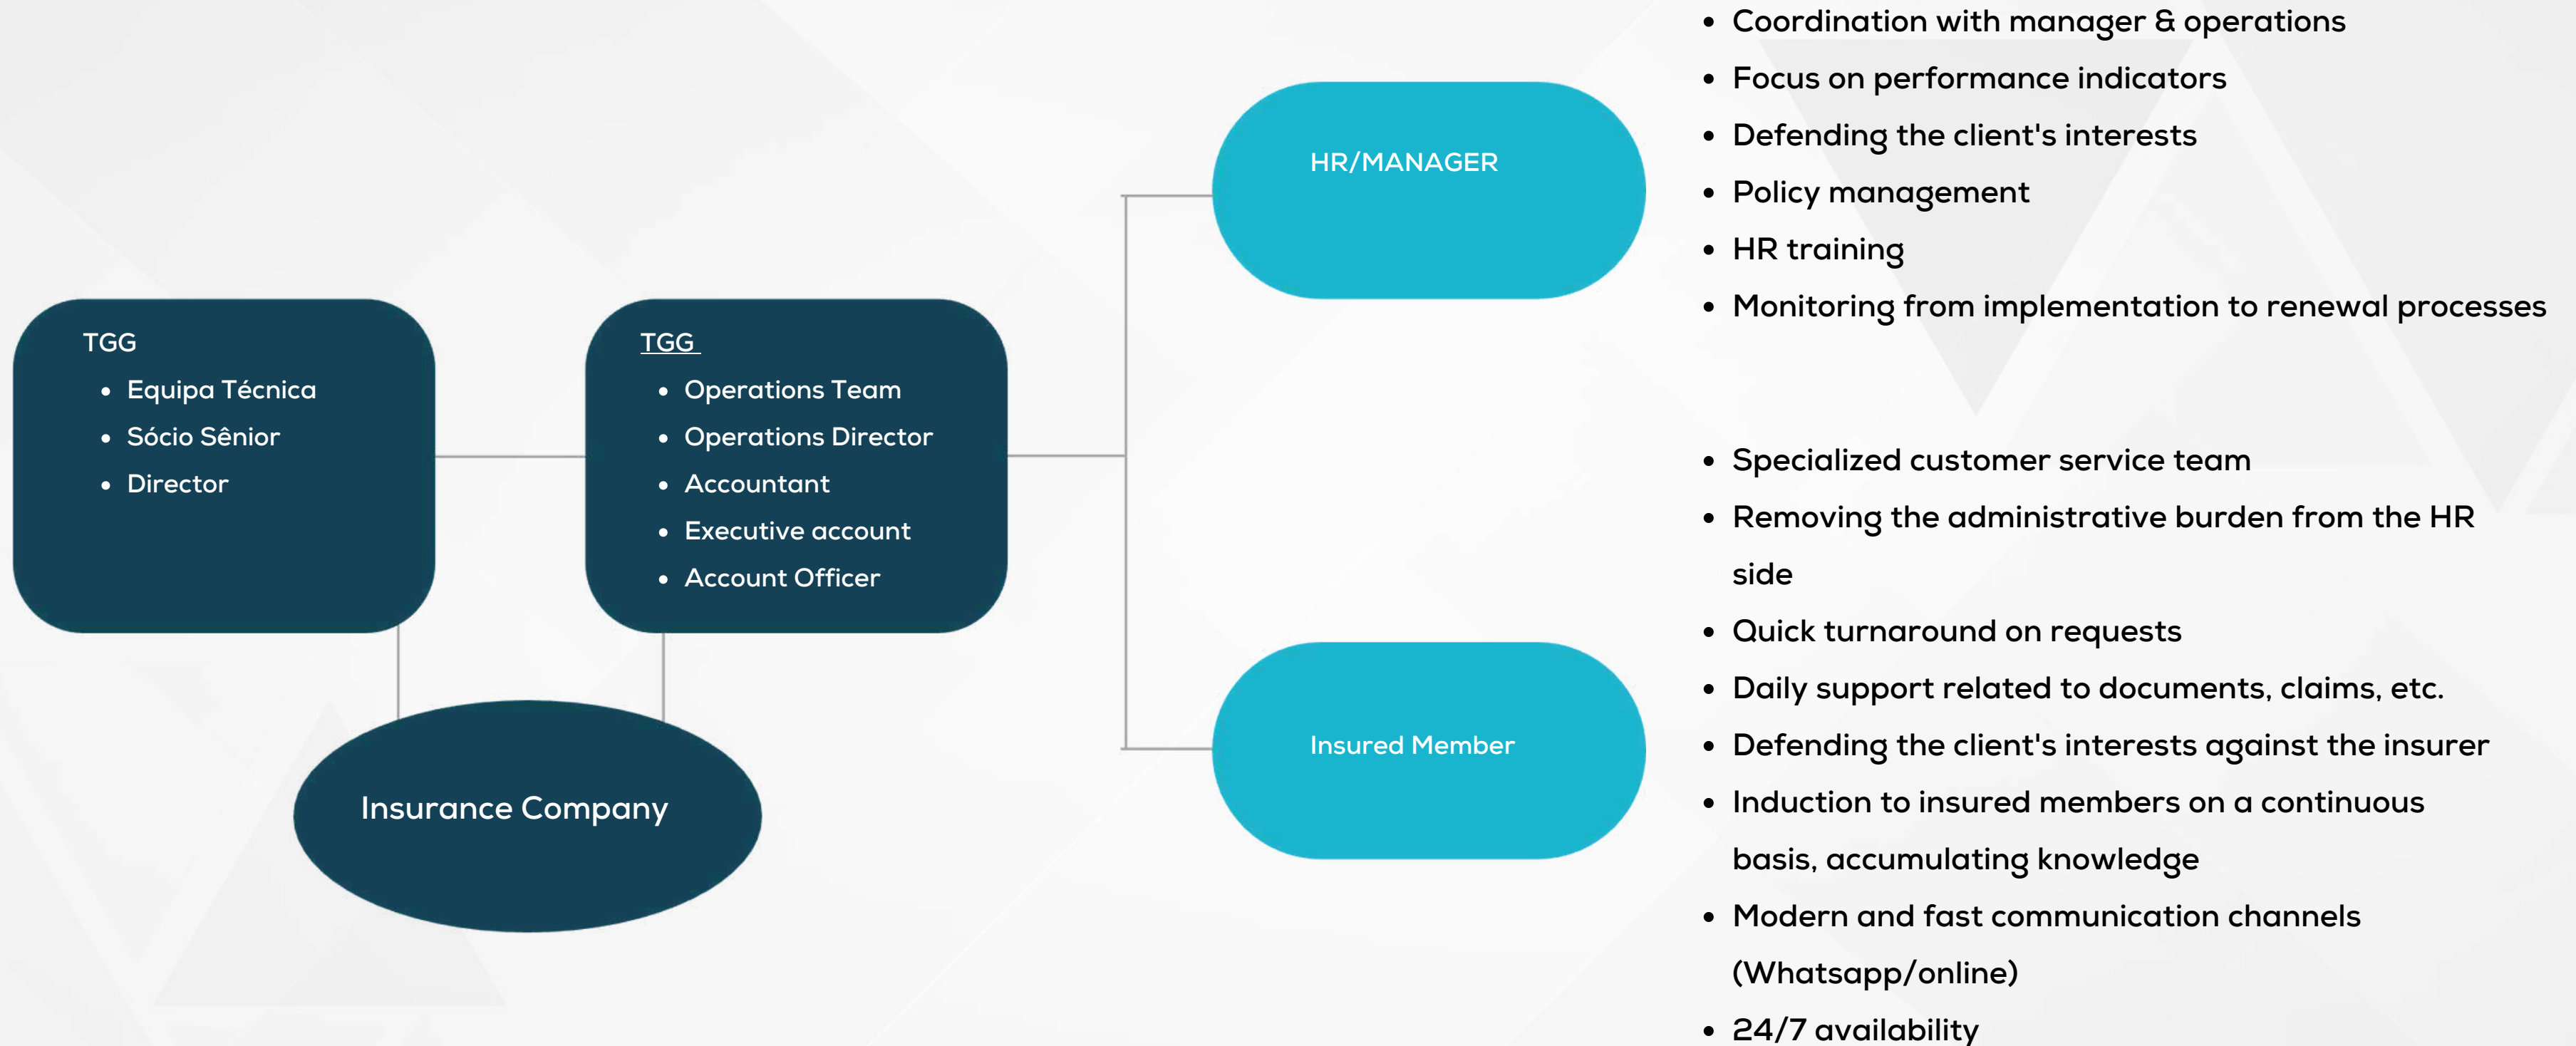 TGG
• Equipa Técnica
• Sócio Sênior
• Director
TGG
• Operations Team
• Operations Director
• Accountant
• Executive account
• Account Officer
Insurance Company
HR/MANAGER
Insured Member
• Coordination with manager & operations
• Focus on performance indicators
• Defending the client's interests
• Policy management
• HR training
• Monitoring from implementation to renewal processes
• Specialized customer service team
• Removing the administrative burden from the HR
side
• Quick turnaround on requests
• Daily support related to documents, claims, etc.
• Defending the client's interests against the insurer
• Induction to insured members on a continuous
basis, accumulating knowledge
• Modern and fast communication channels
(Whatsapp/online)
• 24/7 availability